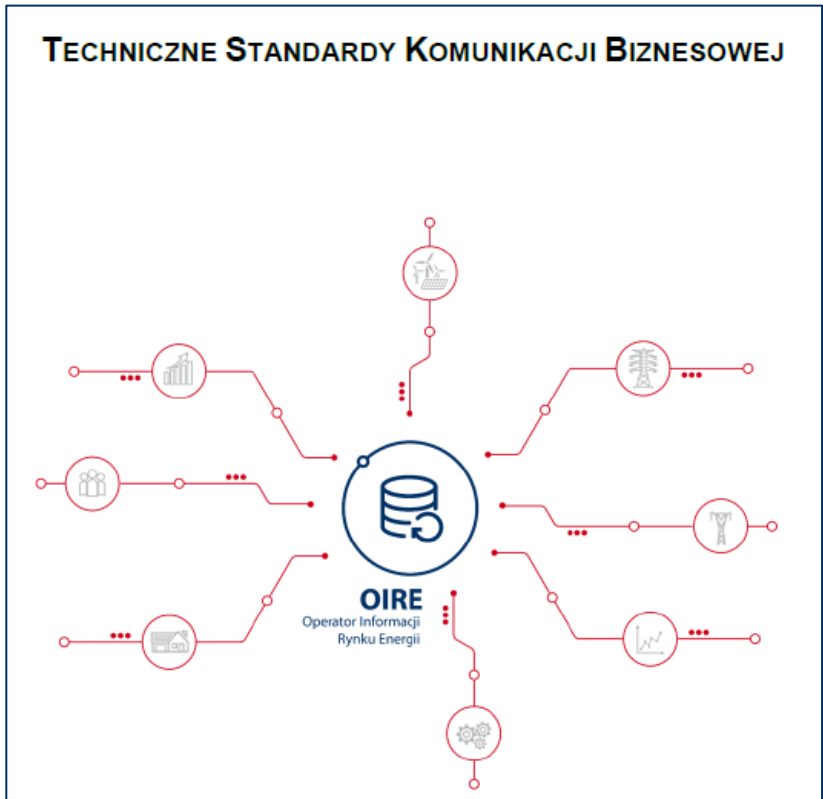 TECHNICZNE STANDARDY KOMUNIKACJI BIZNESOWEJ
OIRE
Operator Informacji
Rynku Energii